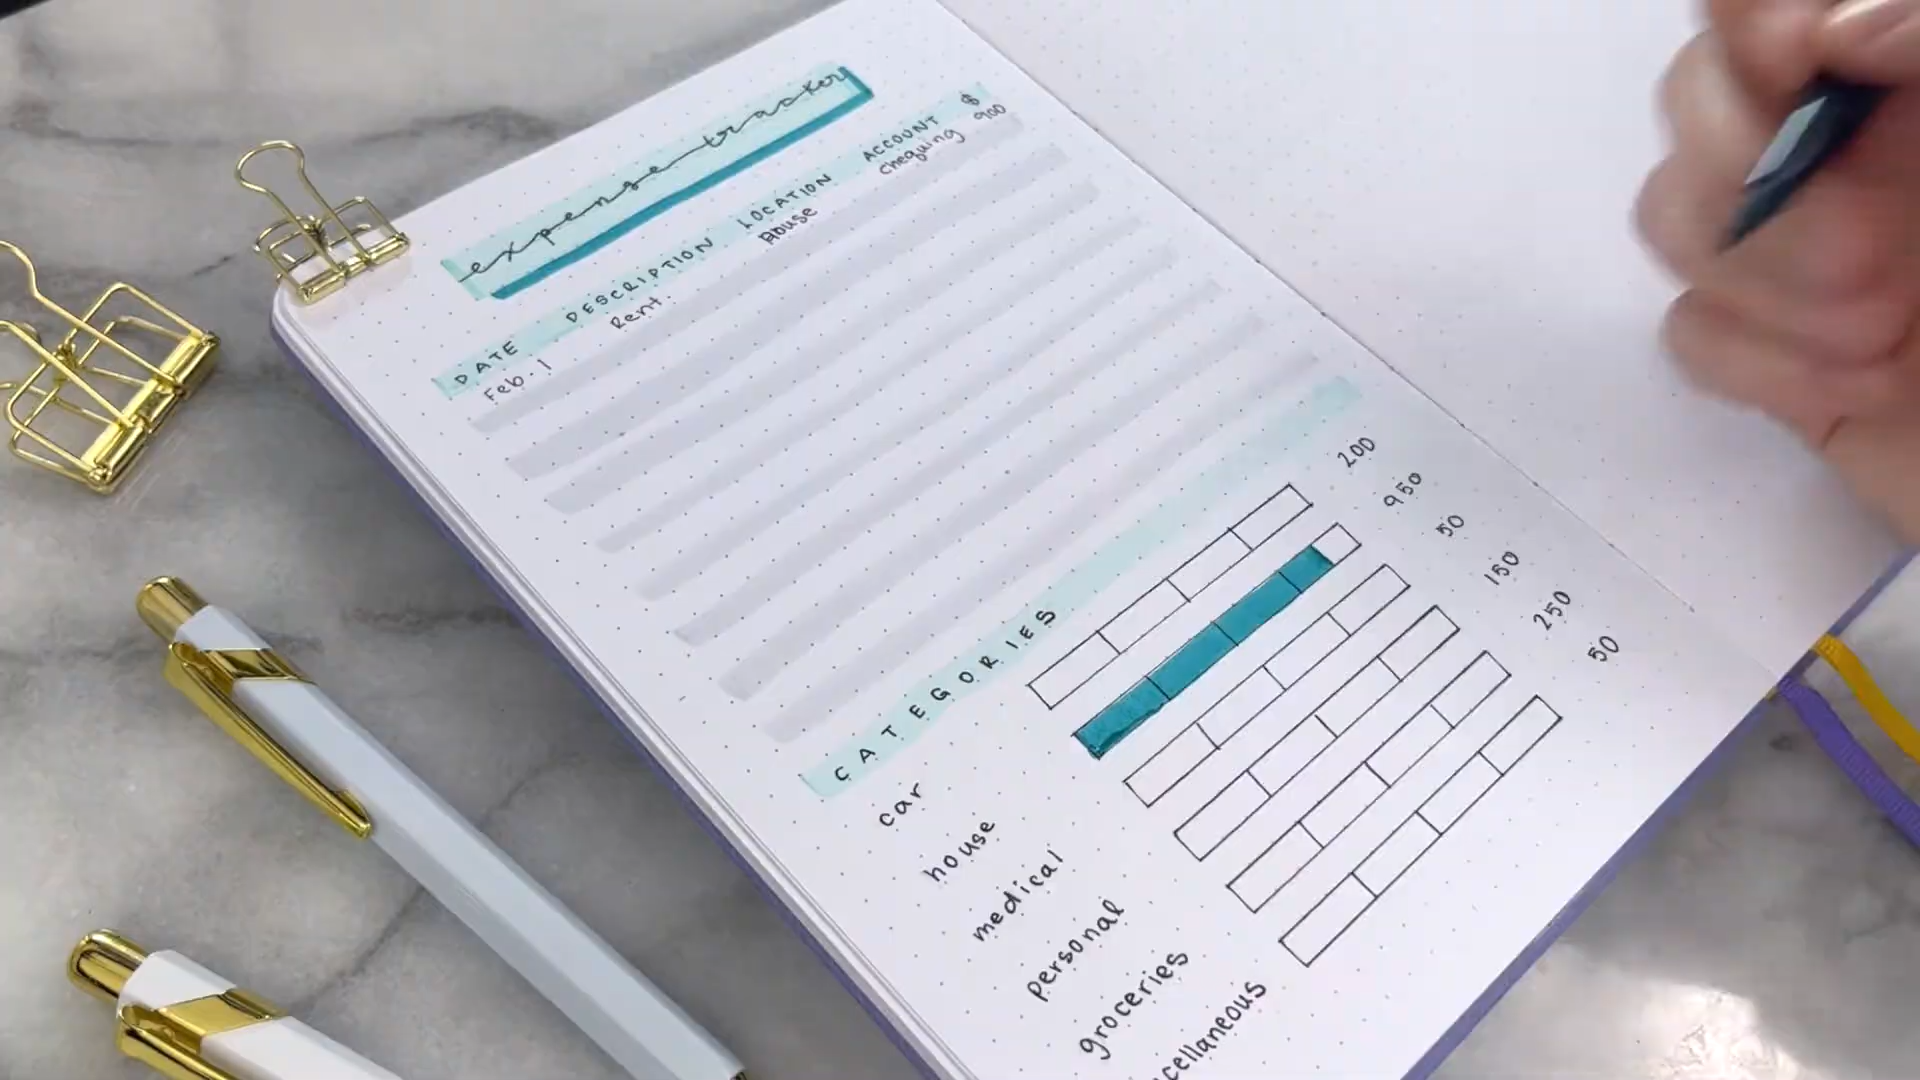 expense tracker
DATE DESCRIPTION LOCATION ACCOUNT $
Feb. 1 Rent House Chequing 900
CATEGORIES
car 200
house 950
medical 50
personal 150
groceries 250
cellaneous 50